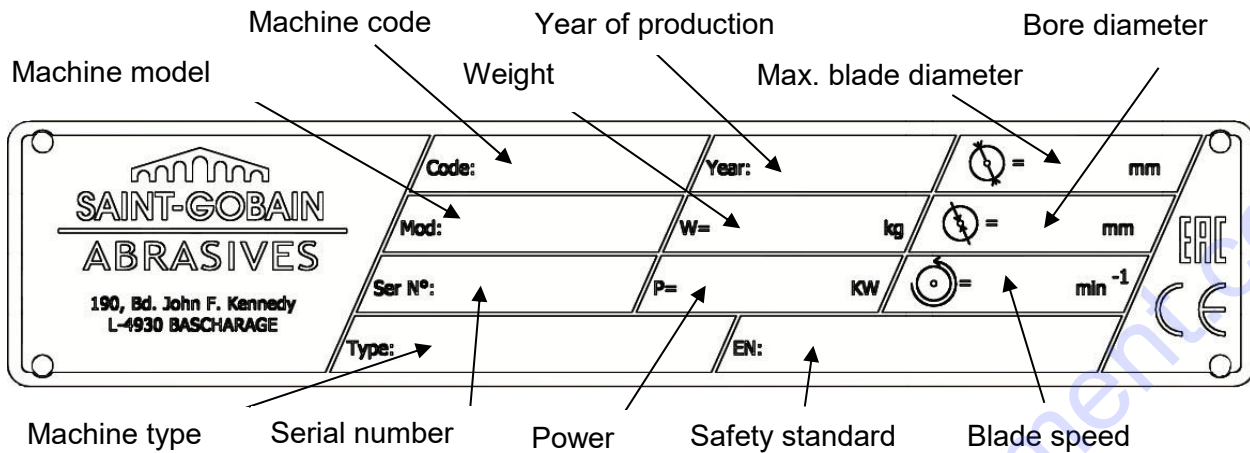 Machine code
Year of production
Bore diameter
Machine model
Weight
Max. blade diameter
SAINT-GOBAIN
ABRASIVES
190, Bd. John F. Kennedy
L-4930 BASCHARAGE
Code:
Year:
= mm
Mod:
W= kg
= mm
Ser Nº:
P= KW
= min -1
Type:
EN:
EAC
CE
Machine type
Serial number
Power
Safety standard
Blade speed